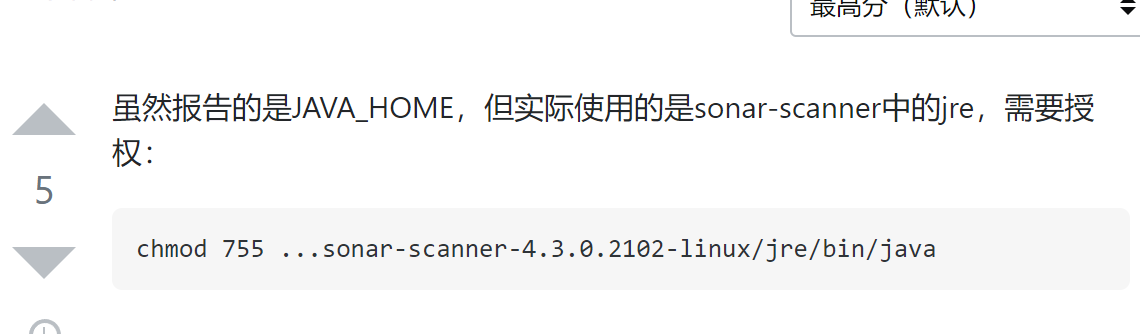 最高分（默认）
虽然报告的是JAVA_HOME，但实际使用的是sonar-scanner中的jre，需要授
权：
5
chmod 755 ...sonar-scanner-4.3.0.2102-linux/jre/bin/java